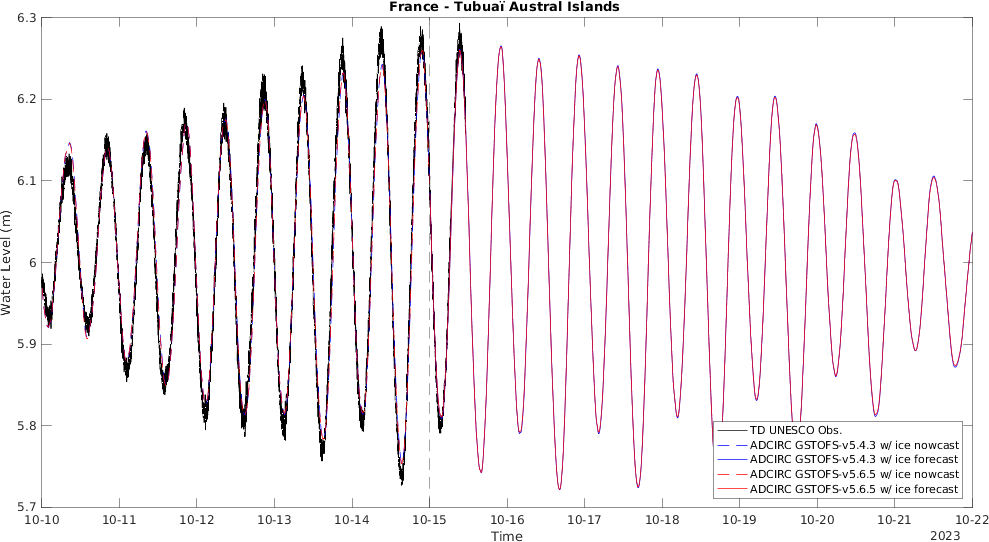 France - Tubuaï Austral Islands
Water Level (m)
6.3
6.2
6.1
6
5.9
5.8
5.7
TD UNESCO Obs.
ADCIRC GSTOFS-v5.4.3 w/ ice nowcast
ADCIRC GSTOFS-v5.4.3 w/ ice forecast
ADCIRC GSTOFS-v5.6.5 w/ ice nowcast
ADCIRC GSTOFS-v5.6.5 w/ ice forecast
10-10 10-11 10-12 10-13 10-14 10-15 10-16 10-17 10-18 10-19 10-20 10-21 10-22
Time
2023